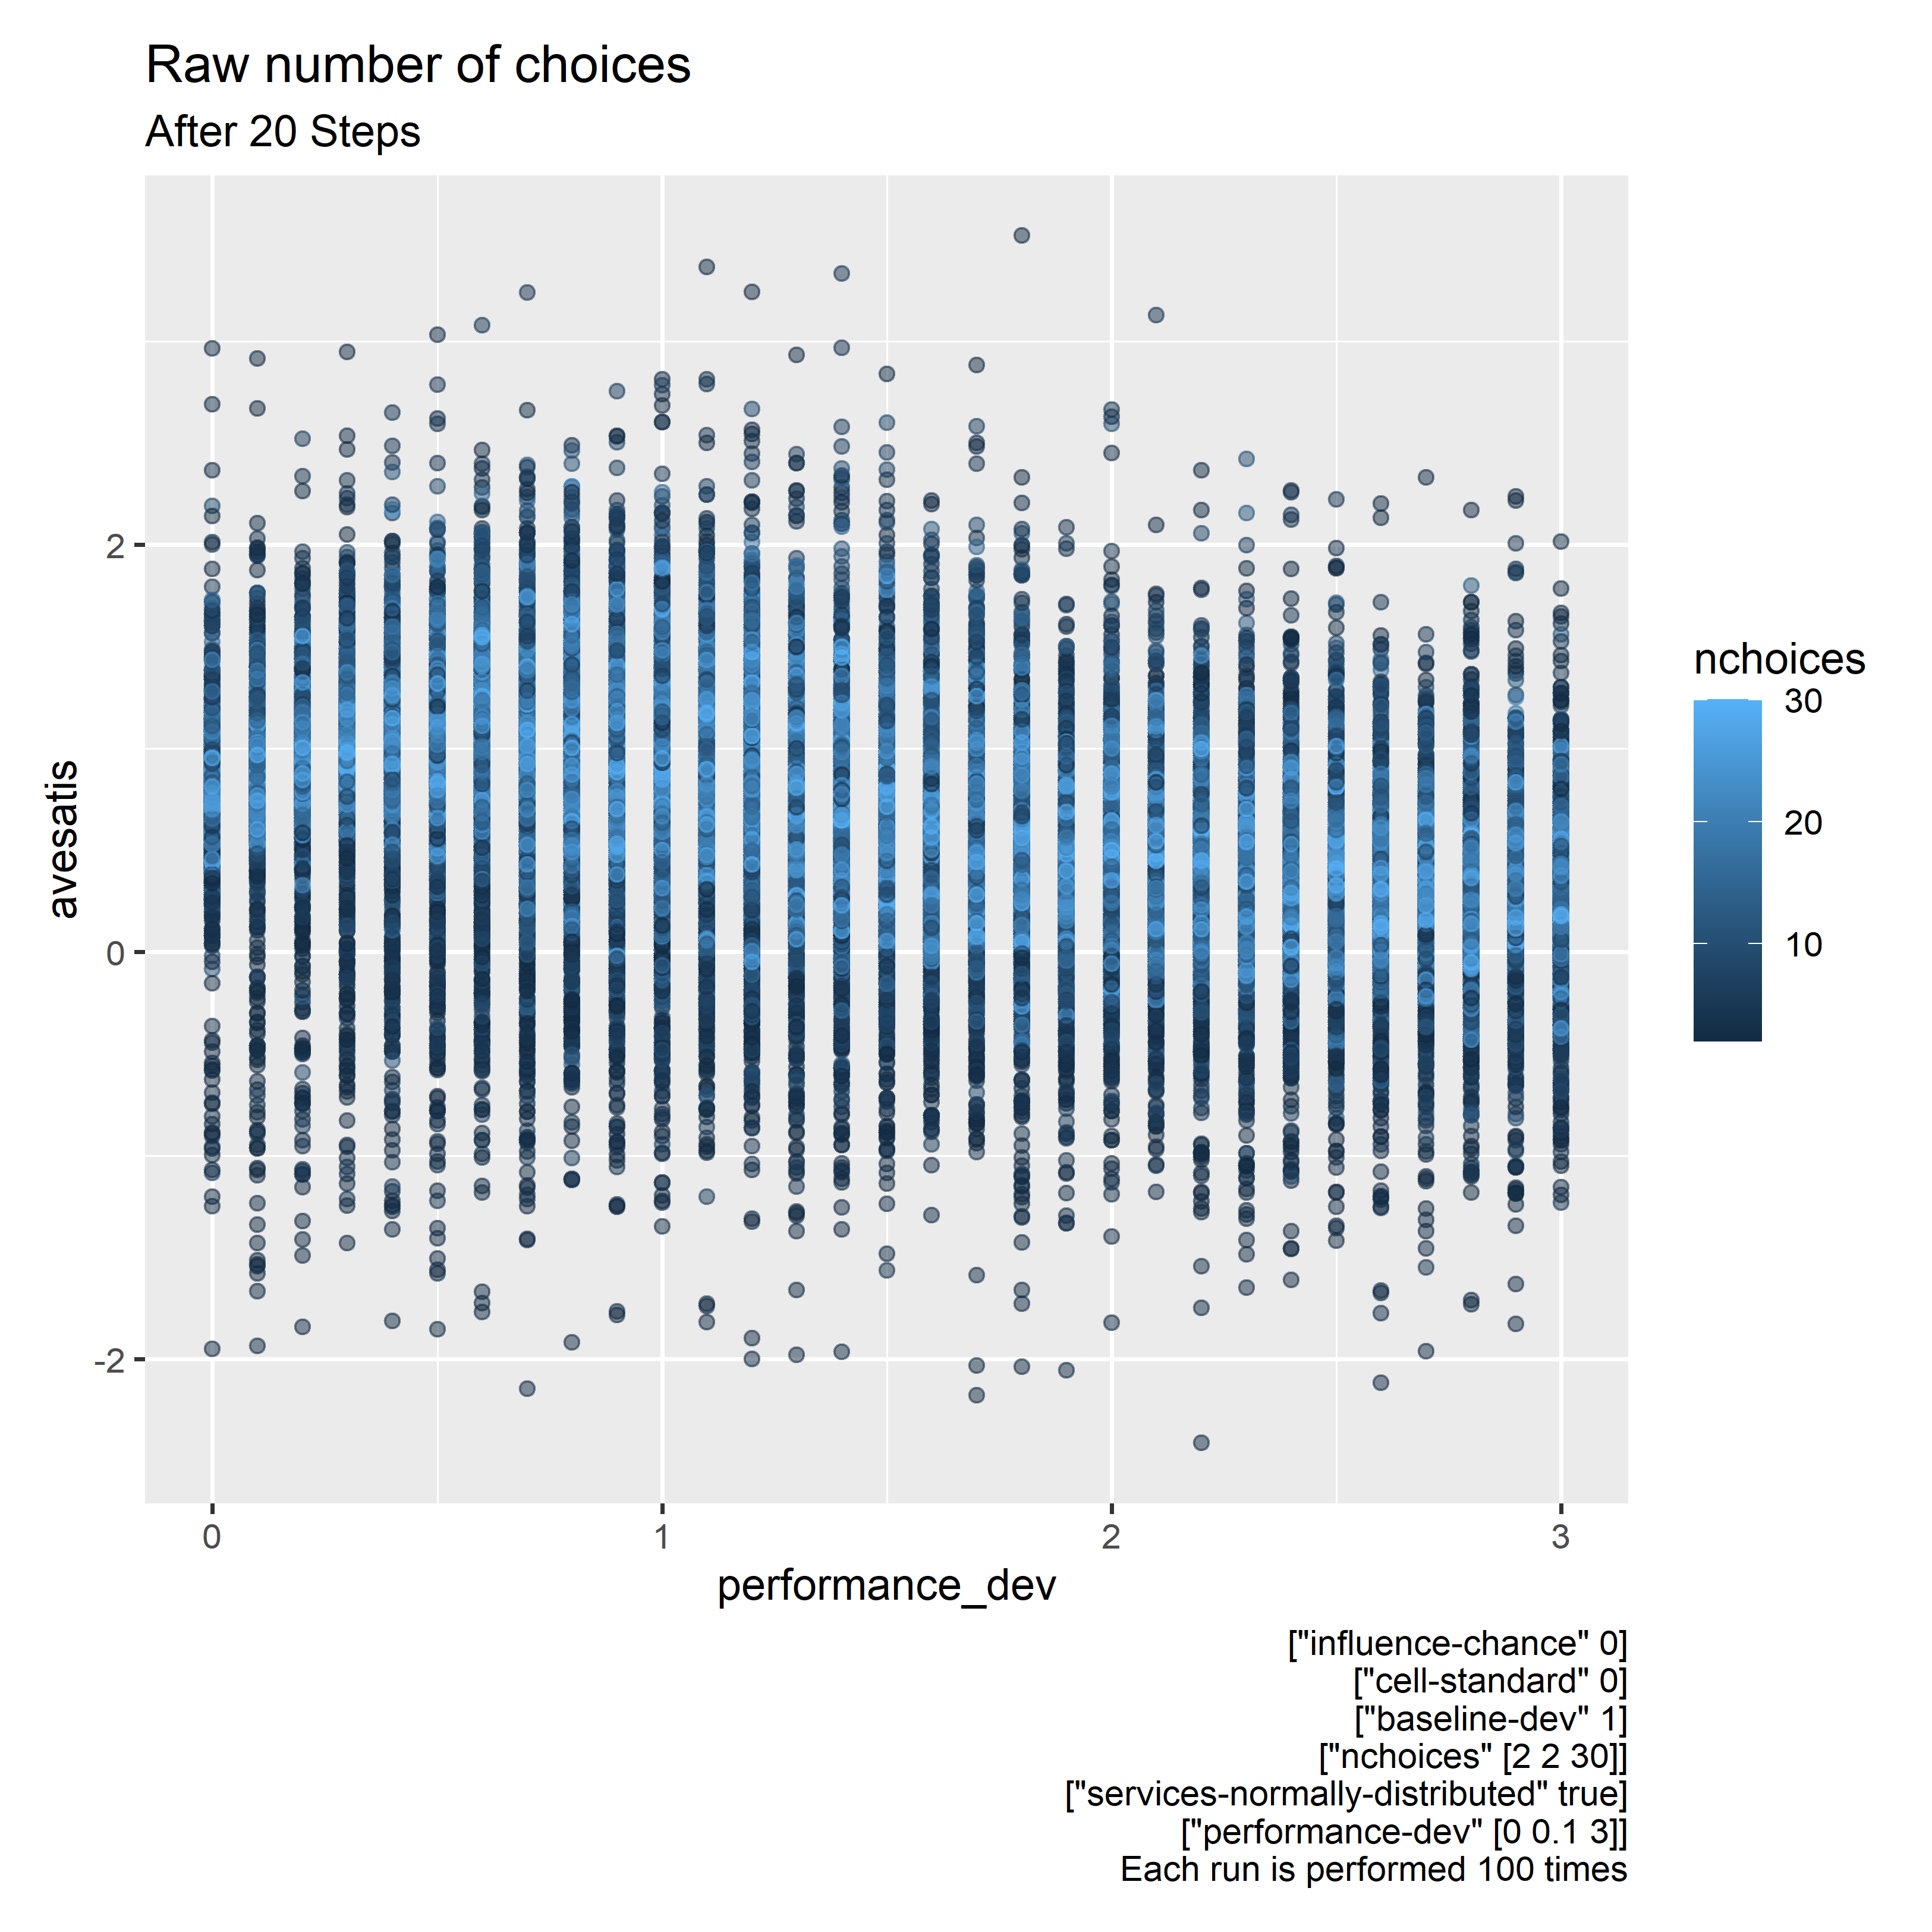 Raw number of choices
After 20 Steps
2
0
-2
avesatis
0
1
2
3
performance_dev
nchoices
30
20
10
["influence-chance" 0]
["cell-standard" 0]
["baseline-dev" 1]
["nchoices" [2 2 30]]
["services-normally-distributed" true]
["performance-dev" [0 0.1 3]]
Each run is performed 100 times